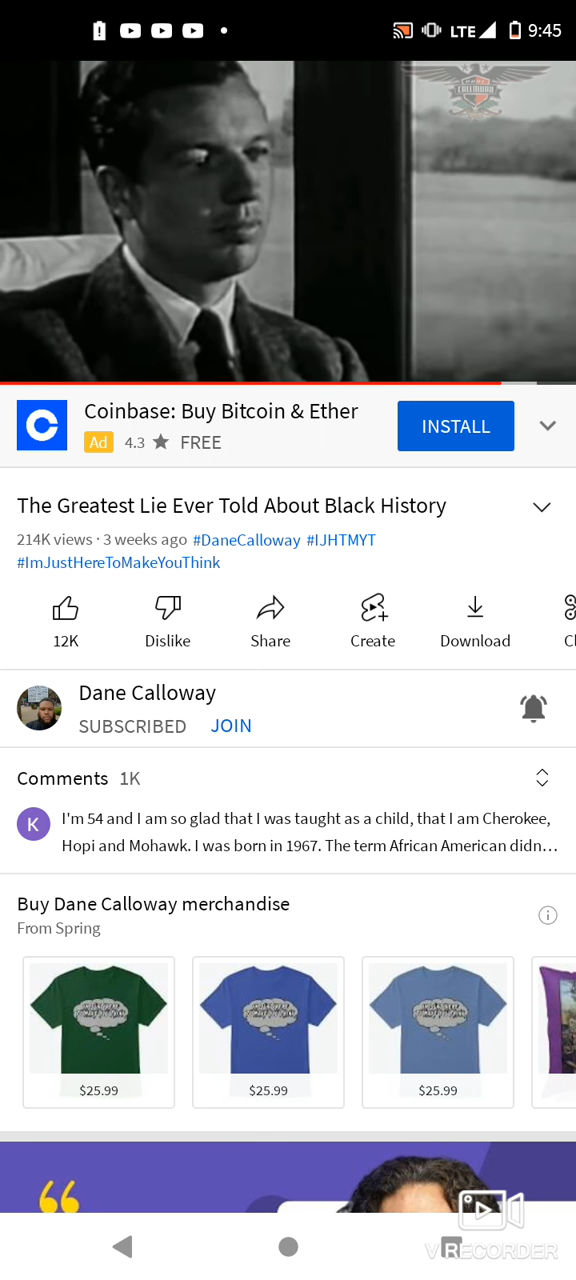 LTE 9:45
CALLOWAY
Coinbase: Buy Bitcoin & Ether
Ad 4.3 ★ FREE
INSTALL
The Greatest Lie Ever Told About Black History
214K views · 3 weeks ago #DaneCalloway #IJHTMYT
#ImJustHereToMakeYouThink
12K Dislike Share Create Download Cl
Dane Calloway
SUBSCRIBED JOIN
Comments 1K
K
I'm 54 and I am so glad that I was taught as a child, that I am Cherokee,
Hopi and Mohawk. I was born in 1967. The term African American didn...
Buy Dane Calloway merchandise
From Spring
$25.99 $25.99 $25.99
“
VRECORDER